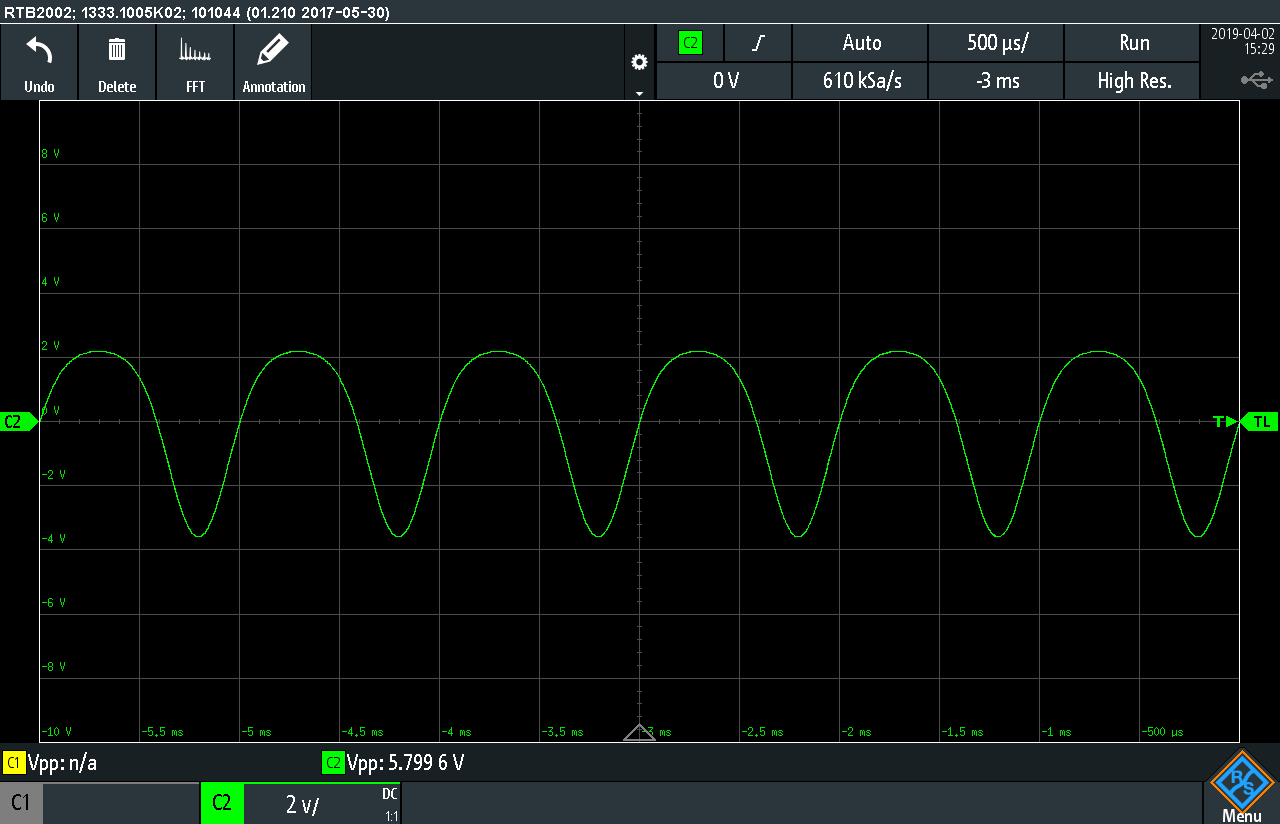 RTB2002; 1333.1005K02; 101044 (01.210 2017-05-30)
Undo
Delete
FFT
Annotation
C2
Auto
500 µs/
Run
0 V
610 kSa/s
-3 ms
High Res.
2019-04-02
15:29
8 V
6 V
4 V
2 V
0 V
C2
T
TL
-2 V
-4 V
-6 V
-8 V
-10 V
-5.5 ms
-5 ms
-4.5 ms
-4 ms
-3.5 ms
-3 ms
-2.5 ms
-2 ms
-1.5 ms
-1 ms
-500 µs
C1 Vpp: n/a
C2 Vpp: 5.799 6 V
C1
C2
2 V/
DC
1:1
R&S
Menu